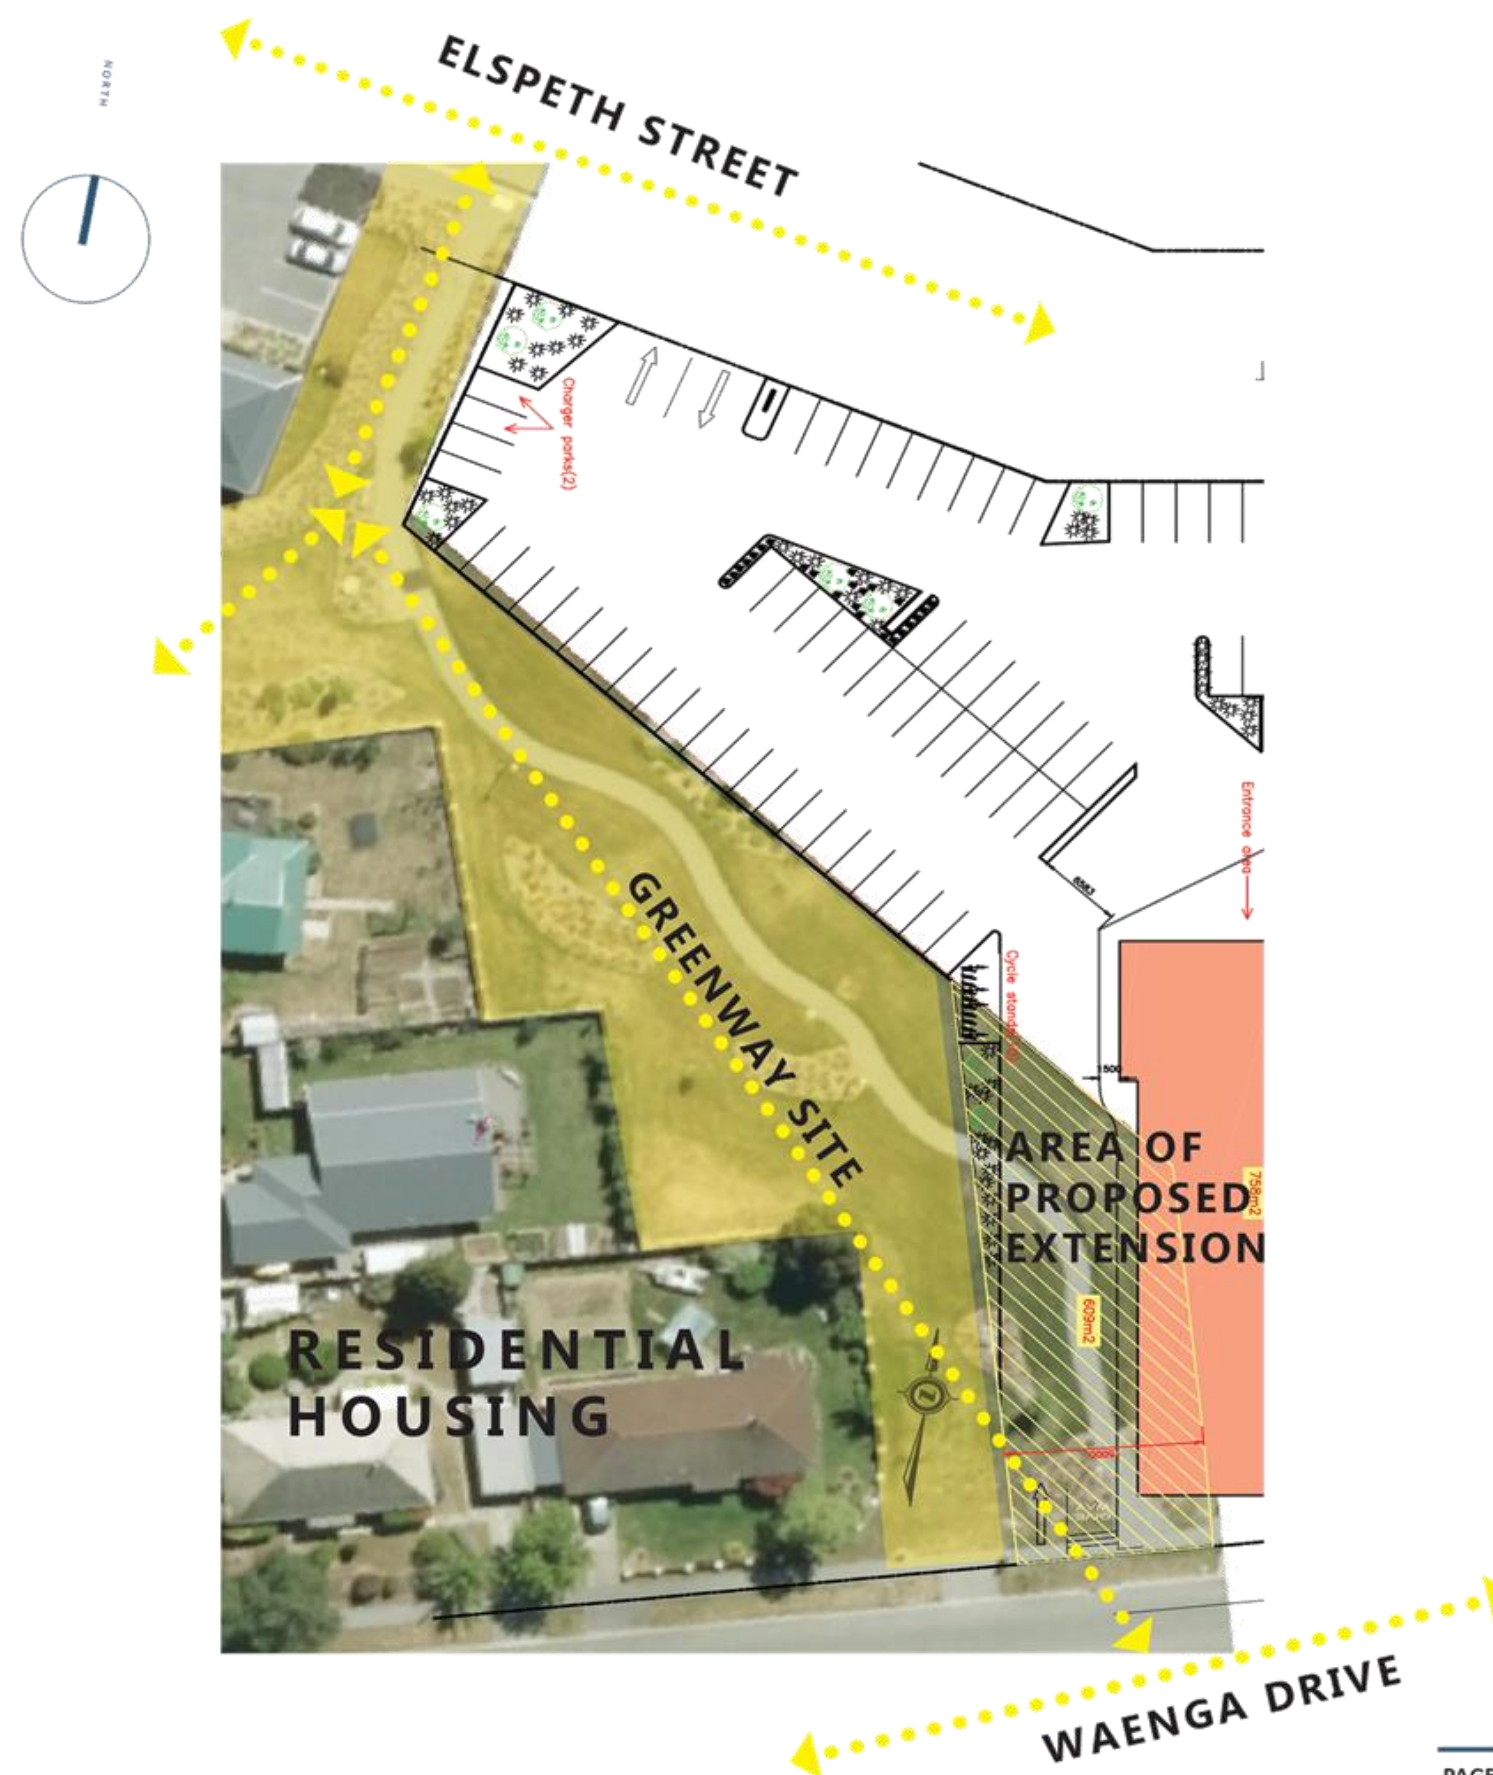 NORTH
ELSPETH STREET
Charger parks(2)
Entrance area
6583
Cycle stands
1500
GREENWAY SITE
AREA OF
PROPOSED
EXTENSION
758m2
609m2
RESIDENTIAL
HOUSING
WAENGA DRIVE